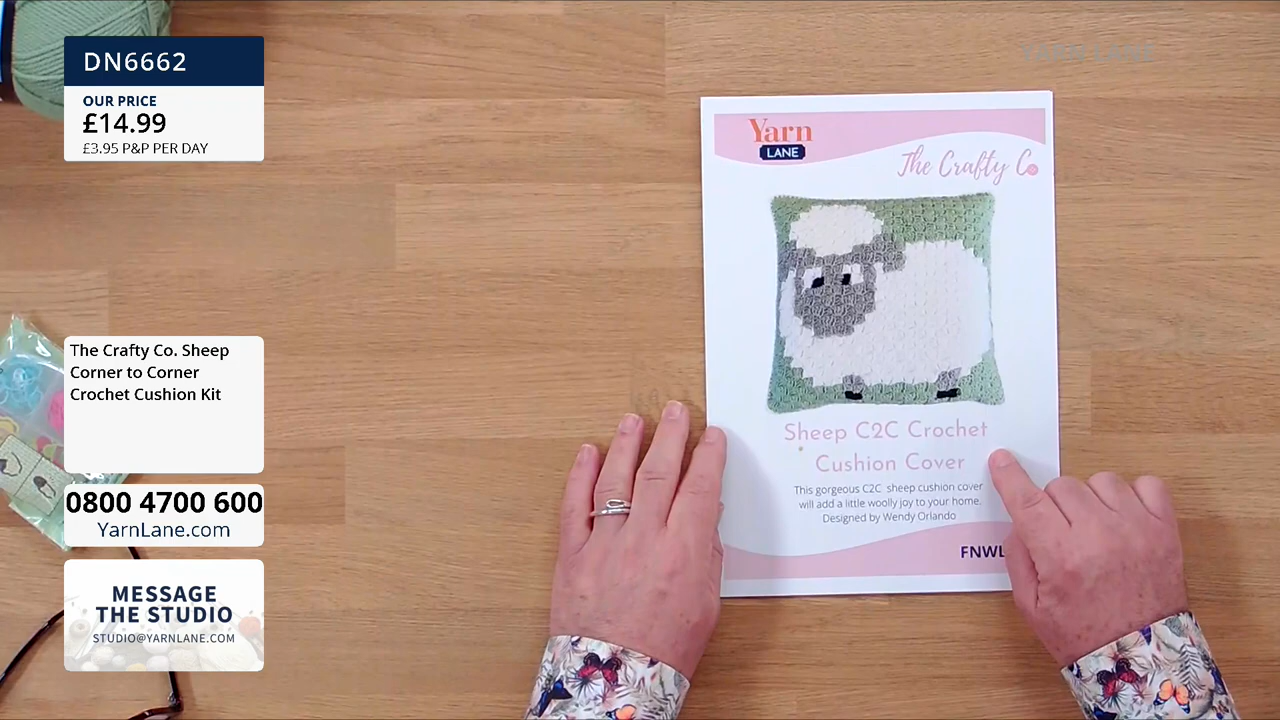 DN6662
OUR PRICE
£14.99
£3.95 P&P PER DAY
The Crafty Co. Sheep
Corner to Corner
Crochet Cushion Kit
0800 4700 600
YarnLane.com
MESSAGE
THE STUDIO
STUDIO@YARNLANE.COM
YARN LANE
Yarn
LANE
The Crafty Co
Sheep C2C Crochet
Cushion Cover
This gorgeous C2C sheep cushion cover
will add a little woolly joy to your home.
Designed by Wendy Orlando
FNWL